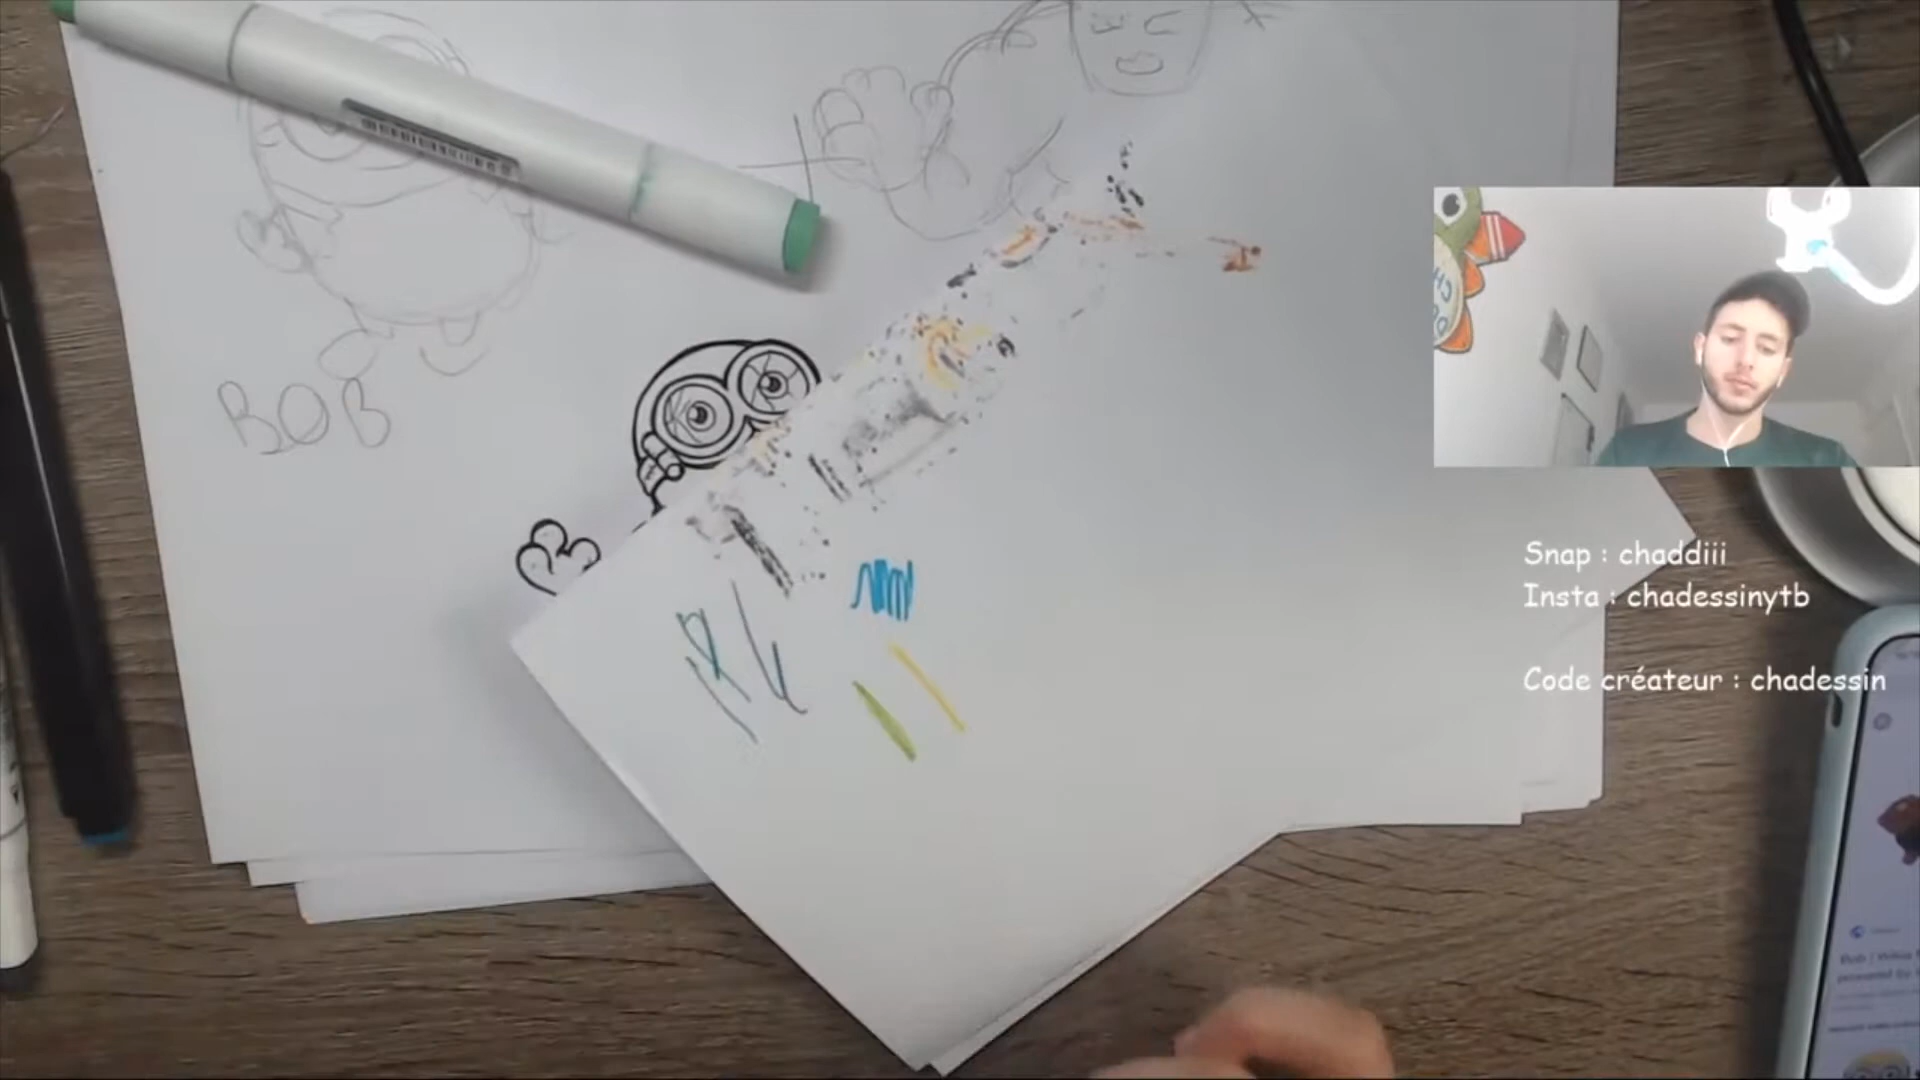 BOB
Snap : chaddiii
Insta : chadessinytb
Code créateur : chadessin